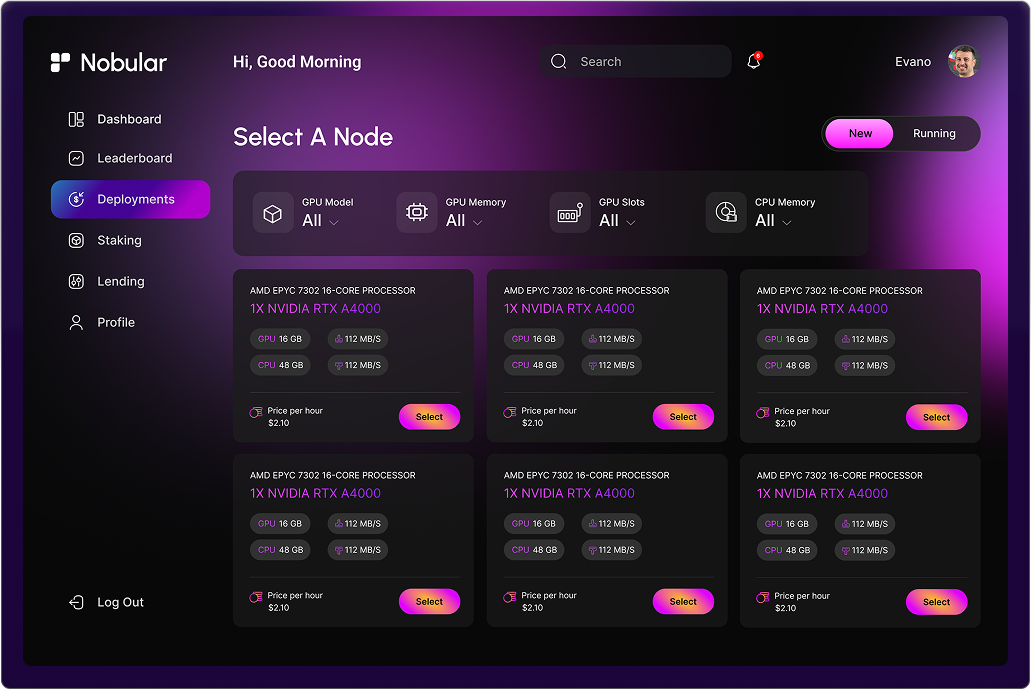 Nobular
Hi, Good Morning
Search
6
Evano
Dashboard
Leaderboard
Deployments
Staking
Lending
Profile
Log Out
Select A Node
New
Running
GPU Model
All
GPU Memory
All
GPU Slots
All
CPU Memory
All
AMD EPYC 7302 16-CORE PROCESSOR
1X NVIDIA RTX A4000
GPU 16 GB
112 MB/S
CPU 48 GB
112 MB/S
Price per hour
$2.10
Select
AMD EPYC 7302 16-CORE PROCESSOR
1X NVIDIA RTX A4000
GPU 16 GB
112 MB/S
CPU 48 GB
112 MB/S
Price per hour
$2.10
Select
AMD EPYC 7302 16-CORE PROCESSOR
1X NVIDIA RTX A4000
GPU 16 GB
112 MB/S
CPU 48 GB
112 MB/S
Price per hour
$2.10
Select
AMD EPYC 7302 16-CORE PROCESSOR
1X NVIDIA RTX A4000
GPU 16 GB
112 MB/S
CPU 48 GB
112 MB/S
Price per hour
$2.10
Select
AMD EPYC 7302 16-CORE PROCESSOR
1X NVIDIA RTX A4000
GPU 16 GB
112 MB/S
CPU 48 GB
112 MB/S
Price per hour
$2.10
Select
AMD EPYC 7302 16-CORE PROCESSOR
1X NVIDIA RTX A4000
GPU 16 GB
112 MB/S
CPU 48 GB
112 MB/S
Price per hour
$2.10
Select